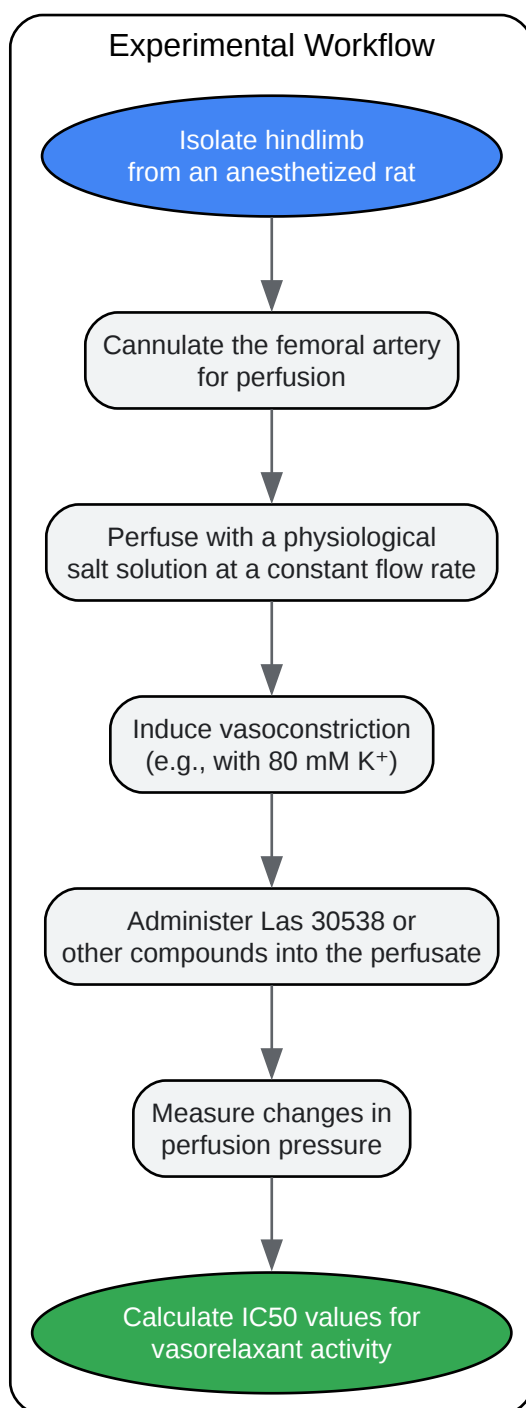 Experimental Workflow
Isolate hindlimb
from an anesthetized rat
Cannulate the femoral artery
for perfusion
Perfuse with a physiological
salt solution at a constant flow rate
Induce vasoconstriction
(e.g., with 80 mM K⁺)
Administer Las 30538 or
other compounds into the perfusate
Measure changes in
perfusion pressure
Calculate IC50 values for
vasorelaxant activity